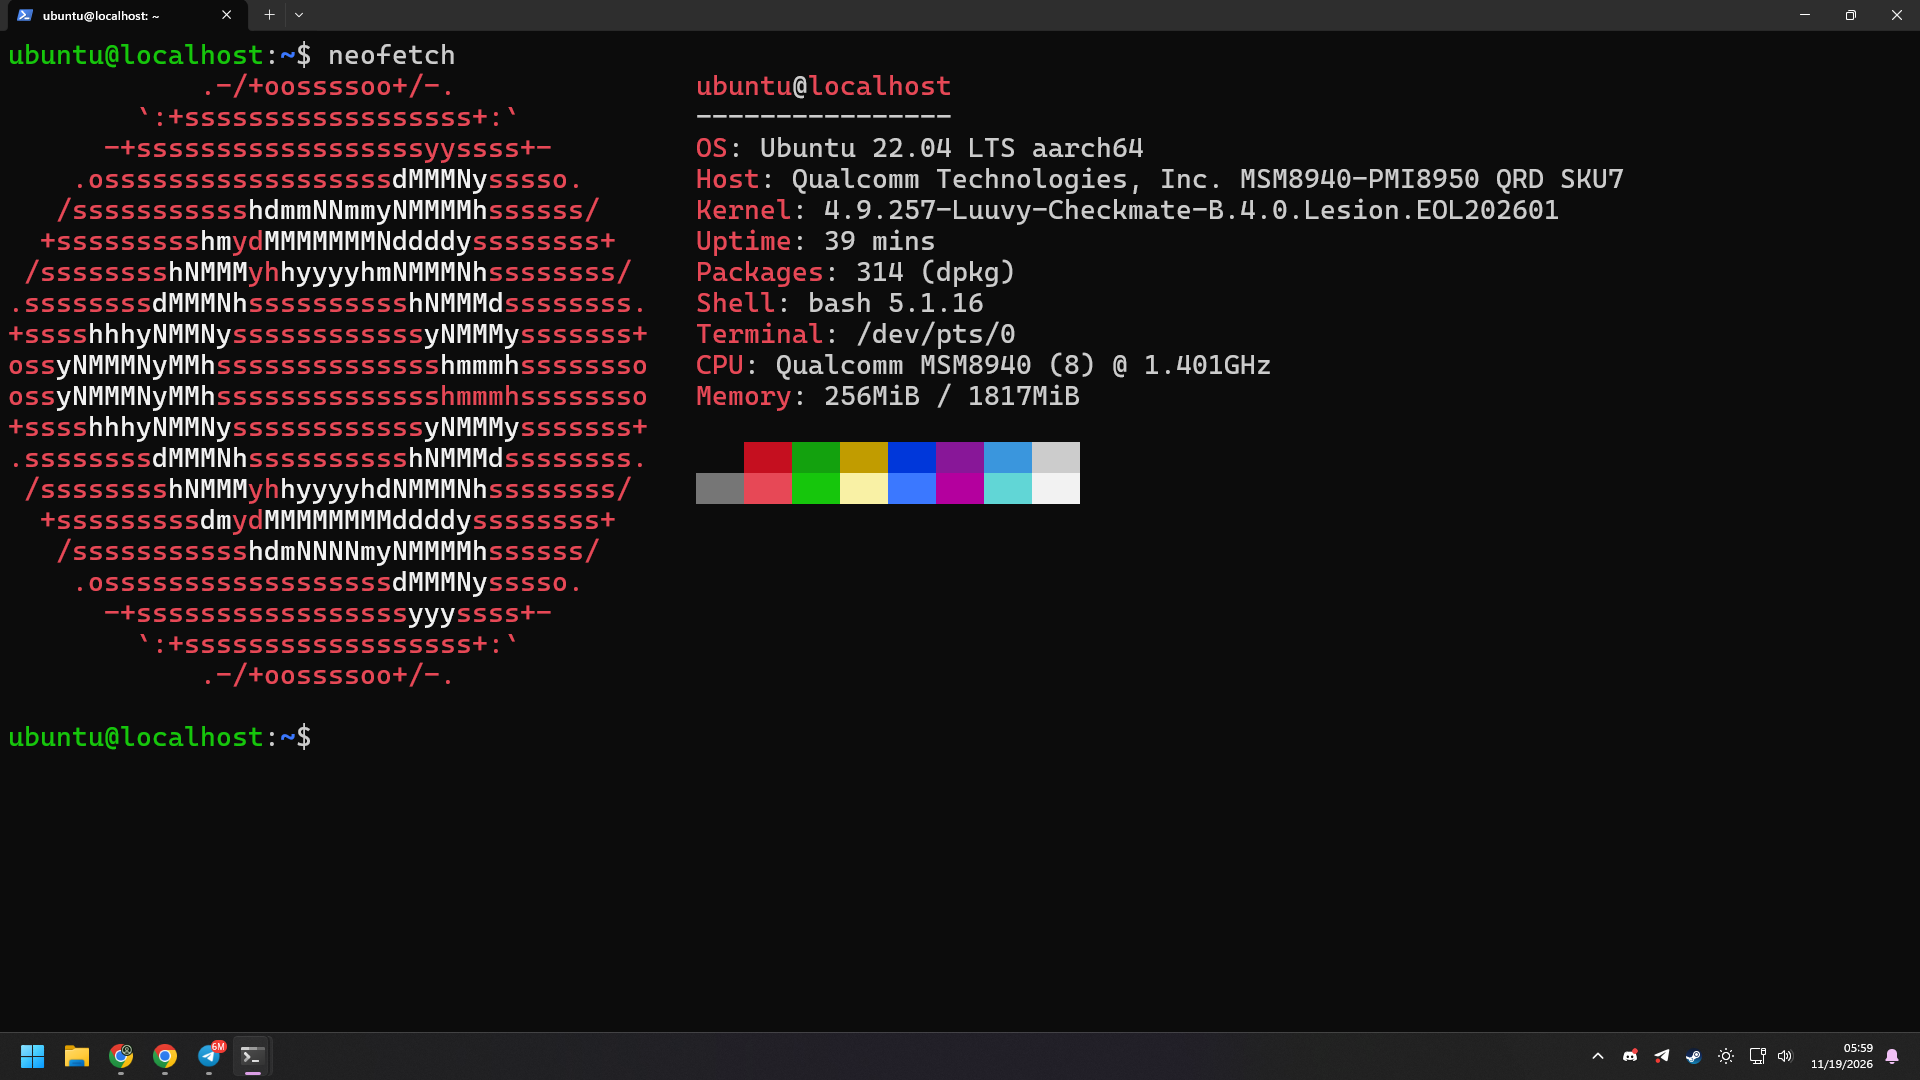 ubuntu@localhost: ~
ubuntu@localhost:~$ neofetch
.-/+oossssoo+/-.
`:+ssssssssssssssssss+:`
-+ssssssssssssssssssyyssss+-
.ossssssssssssssssssdMMMNysssso.
/ssssssssssshdmmNNmmyNMMMMhssssss/
+ssssssssshmydMMMMMMMNddddyssssssss+
/sssssssshNMMMyhhyyyyhmNMMMNhssssssss/
.ssssssssdMMMNhsssssssssshNMMMdssssssss.
+sssshhhyNMMNyssssssssssssyNMMMysssssss+
ossyNMMMNyMMhsssssssssssssshmmmhssssssso
ossyNMMMNyMMhsssssssssssssshmmmhssssssso
+sssshhhyNMMNyssssssssssssyNMMMysssssss+
.ssssssssdMMMNhsssssssssshNMMMdssssssss.
/sssssssshNMMMyhhyyyyhdNMMMNhssssssss/
+sssssssssdmydMMMMMMMMddddyssssssss+
/ssssssssssshdmNNNNmyNMMMMhssssss/
.ossssssssssssssssssdMMMNysssso.
-+sssssssssssssssssyyyssss+-
`:+ssssssssssssssssss+:`
.-/+oossssoo+/-.
ubuntu@localhost
----------------
OS: Ubuntu 22.04 LTS aarch64
Host: Qualcomm Technologies, Inc. MSM8940-PMI8950 QRD SKU7
Kernel: 4.9.257-Luuvy-Checkmate-B.4.0.Lesion.EOL202601
Uptime: 39 mins
Packages: 314 (dpkg)
Shell: bash 5.1.16
Terminal: /dev/pts/0
CPU: Qualcomm MSM8940 (8) @ 1.401GHz
Memory: 256MiB / 1817MiB
ubuntu@localhost:~$
6M
05:59
11/19/2026